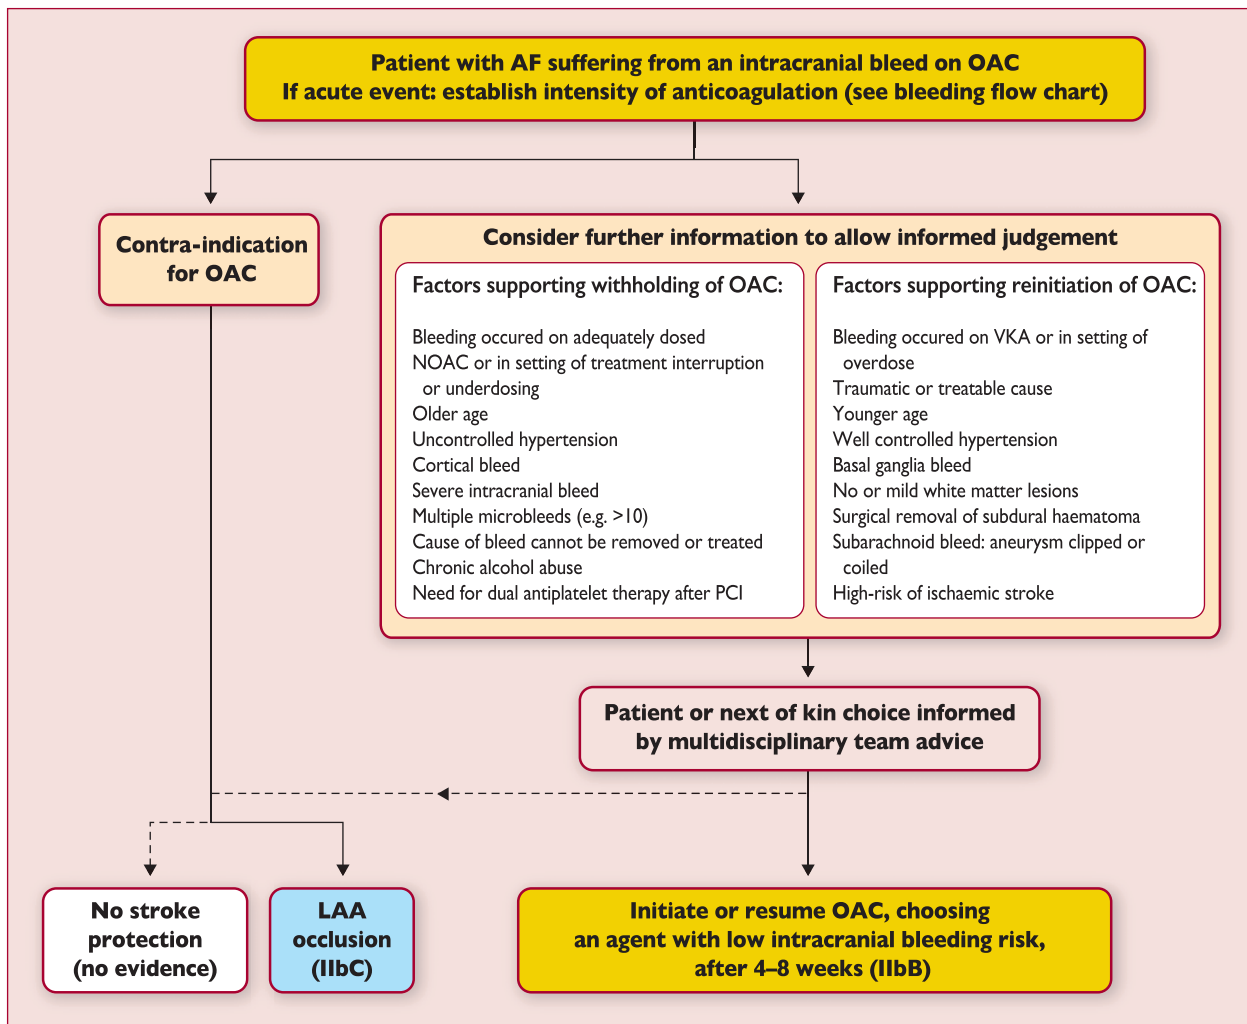 Patient with AF suffering from an intracranial bleed on OAC
If acute event: establish intensity of anticoagulation (see bleeding flow chart)
Contra-indication
for OAC
Consider further information to allow informed judgement
Factors supporting withholding of OAC:
Bleeding occured on adequately dosed
NOAC or in setting of treatment interruption
or underdosing
Older age
Uncontrolled hypertension
Cortical bleed
Severe intracranial bleed
Multiple microbleeds (e.g. >10)
Cause of bleed cannot be removed or treated
Chronic alcohol abuse
Need for dual antiplatelet therapy after PCI
Factors supporting reinitiation of OAC:
Bleeding occured on VKA or in setting of
overdose
Traumatic or treatable cause
Younger age
Well controlled hypertension
Basal ganglia bleed
No or mild white matter lesions
Surgical removal of subdural haematoma
Subarachnoid bleed: aneurysm clipped or
coiled
High-risk of ischaemic stroke
Patient or next of kin choice informed
by multidisciplinary team advice
No stroke
protection
(no evidence)
LAA
occlusion
(IIbC)
Initiate or resume OAC, choosing
an agent with low intracranial bleeding risk,
after 4–8 weeks (IIbB)